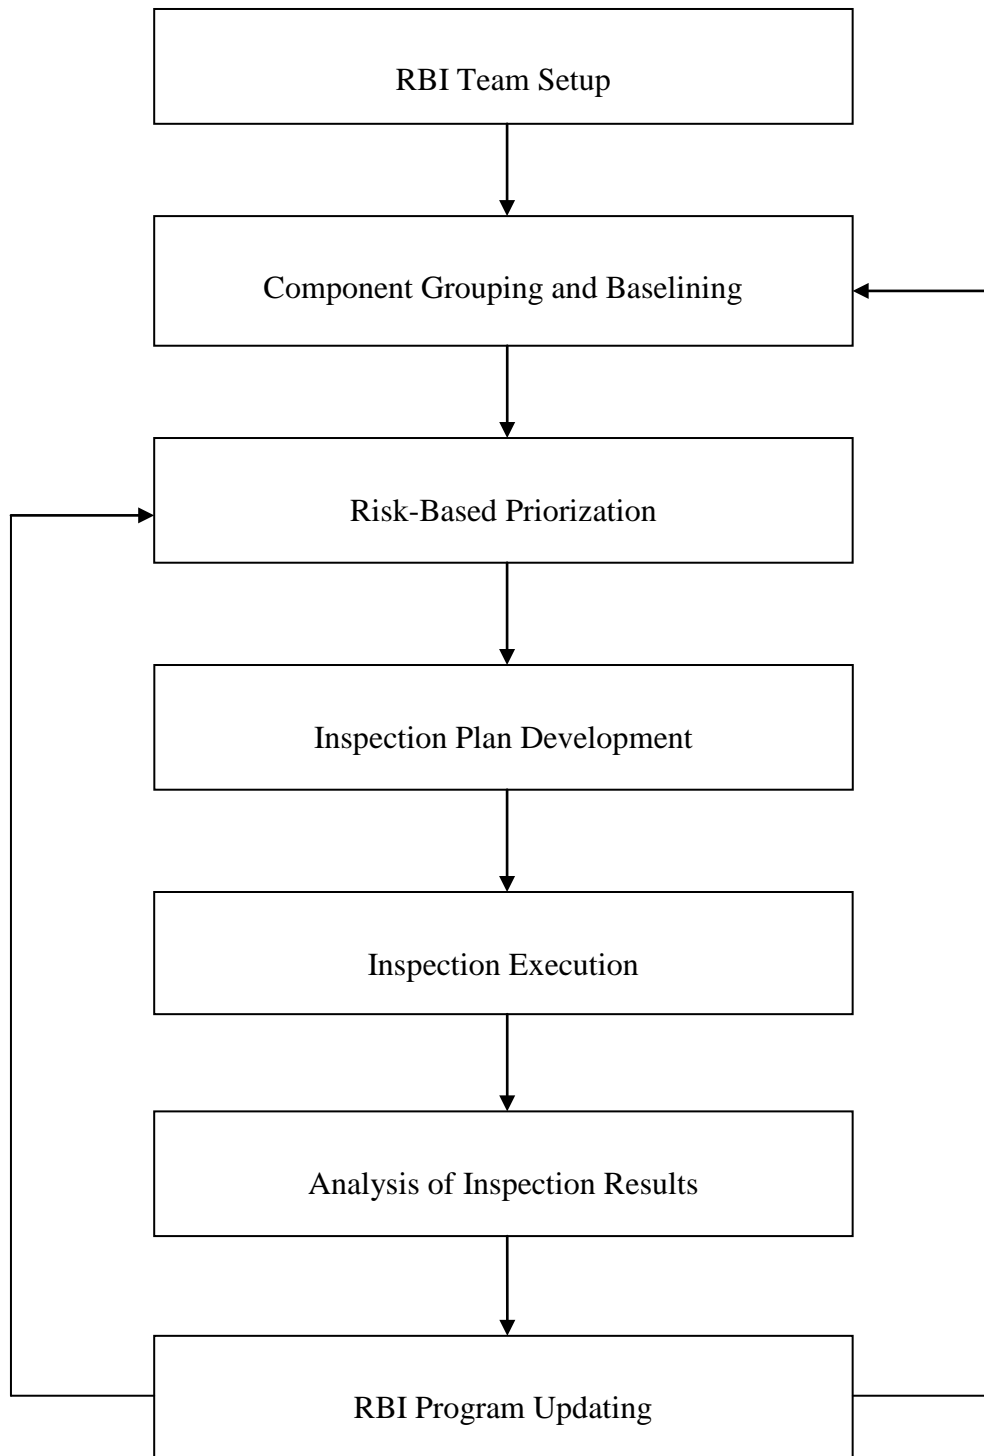 RBI Team Setup
Component Grouping and Baselining
Risk-Based Priorization
Inspection Plan Development
Inspection Execution
Analysis of Inspection Results
RBI Program Updating